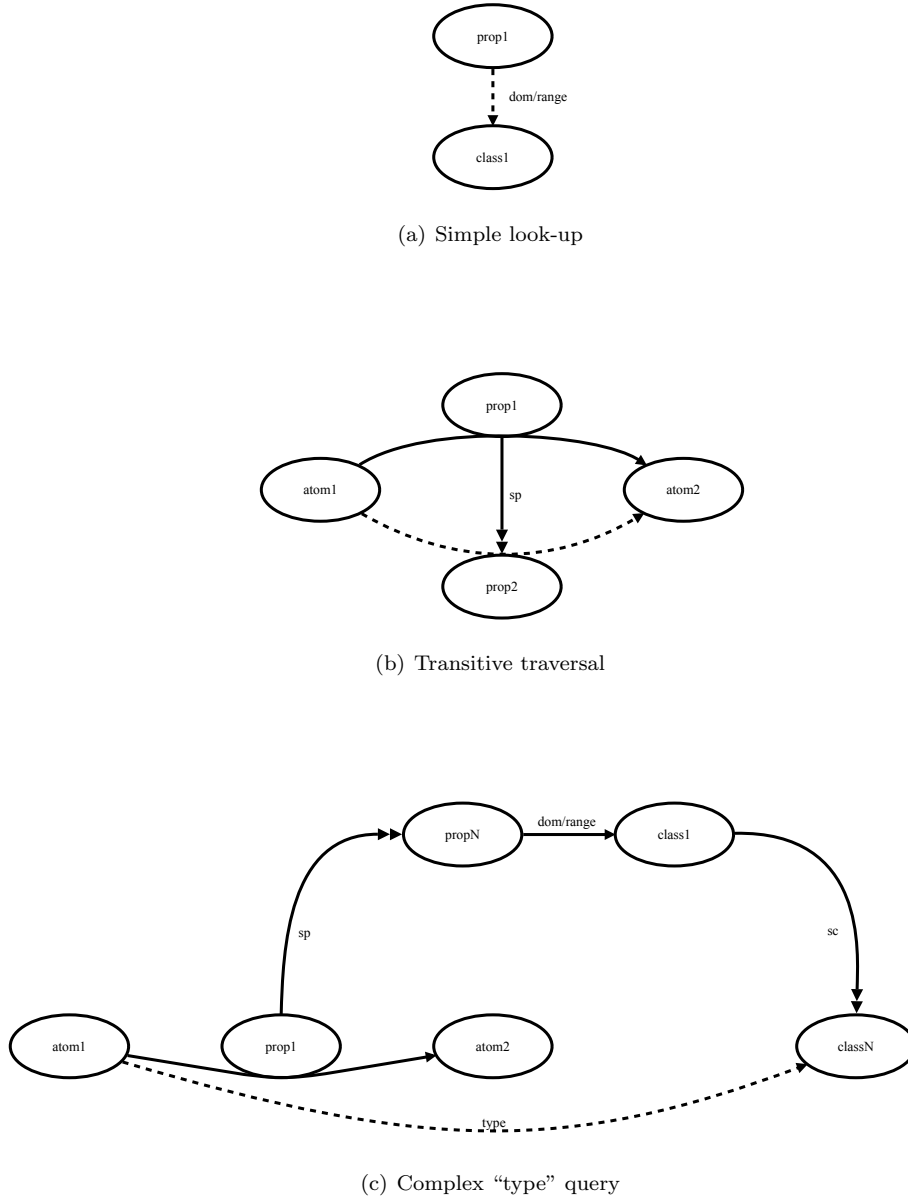 prop1
dom/range
class1
(a) Simple look-up
prop1
atom1
sp
atom2
prop2
(b) Transitive traversal
propN
dom/range
class1
sp
sc
atom1
prop1
atom2
classN
type
(c) Complex “type” query